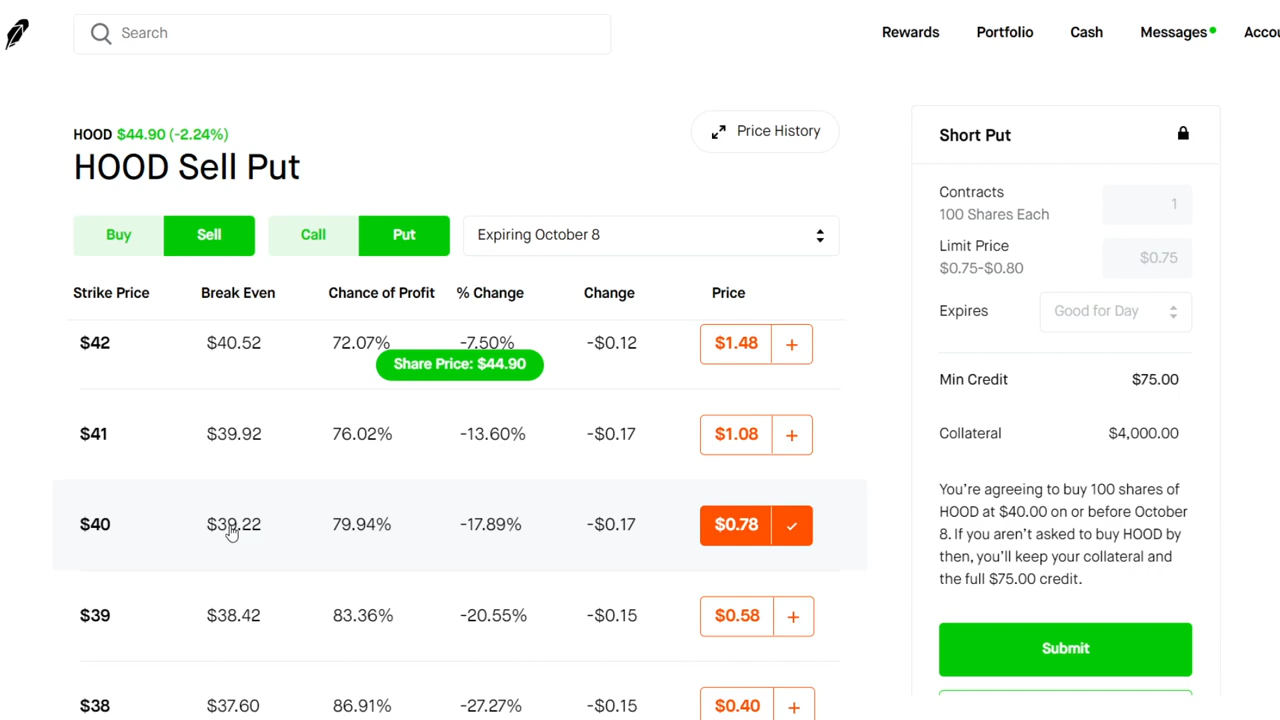 Search
Rewards
Portfolio
Cash
Messages
Accou
HOOD $44.90 (-2.24%)
HOOD Sell Put
Price History
Buy
Sell
Call
Put
Expiring October 8
Strike Price Break Even Chance of Profit % Change Change Price
$42 $40.52 72.07% -7.50% -$0.12 $1.48 +
Share Price: $44.90
$41 $39.92 76.02% -13.60% -$0.17 $1.08 +
$40 $39.22 79.94% -17.89% -$0.17 $0.78
$39 $38.42 83.36% -20.55% -$0.15 $0.58 +
$38 $37.60 86.91% -27.27% -$0.15 $0.40 +
Short Put
Contracts
100 Shares Each
1
Limit Price
$0.75-$0.80
$0.75
Expires
Good for Day
Min Credit $75.00
Collateral $4,000.00
You’re agreeing to buy 100 shares of
HOOD at $40.00 on or before October
8. If you aren’t asked to buy HOOD by
then, you’ll keep your collateral and
the full $75.00 credit.
Submit